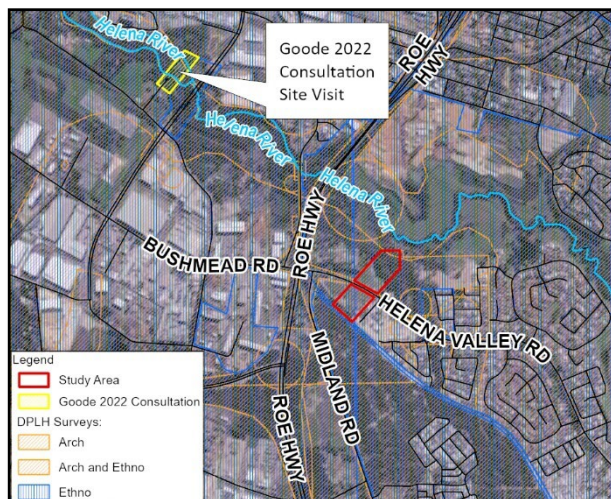 Helena River
Goode 2022
Consultation
Site Visit
ROE
HWY
Helena River
Helena River
ROE HWY
BUSHMEAD RD
HELENA VALLEY RD
MIDLAND RD
ROE HWY
Legend
Study Area
Goode 2022 Consultation
DPLH Surveys:
Arch
Arch and Ethno
Ethno